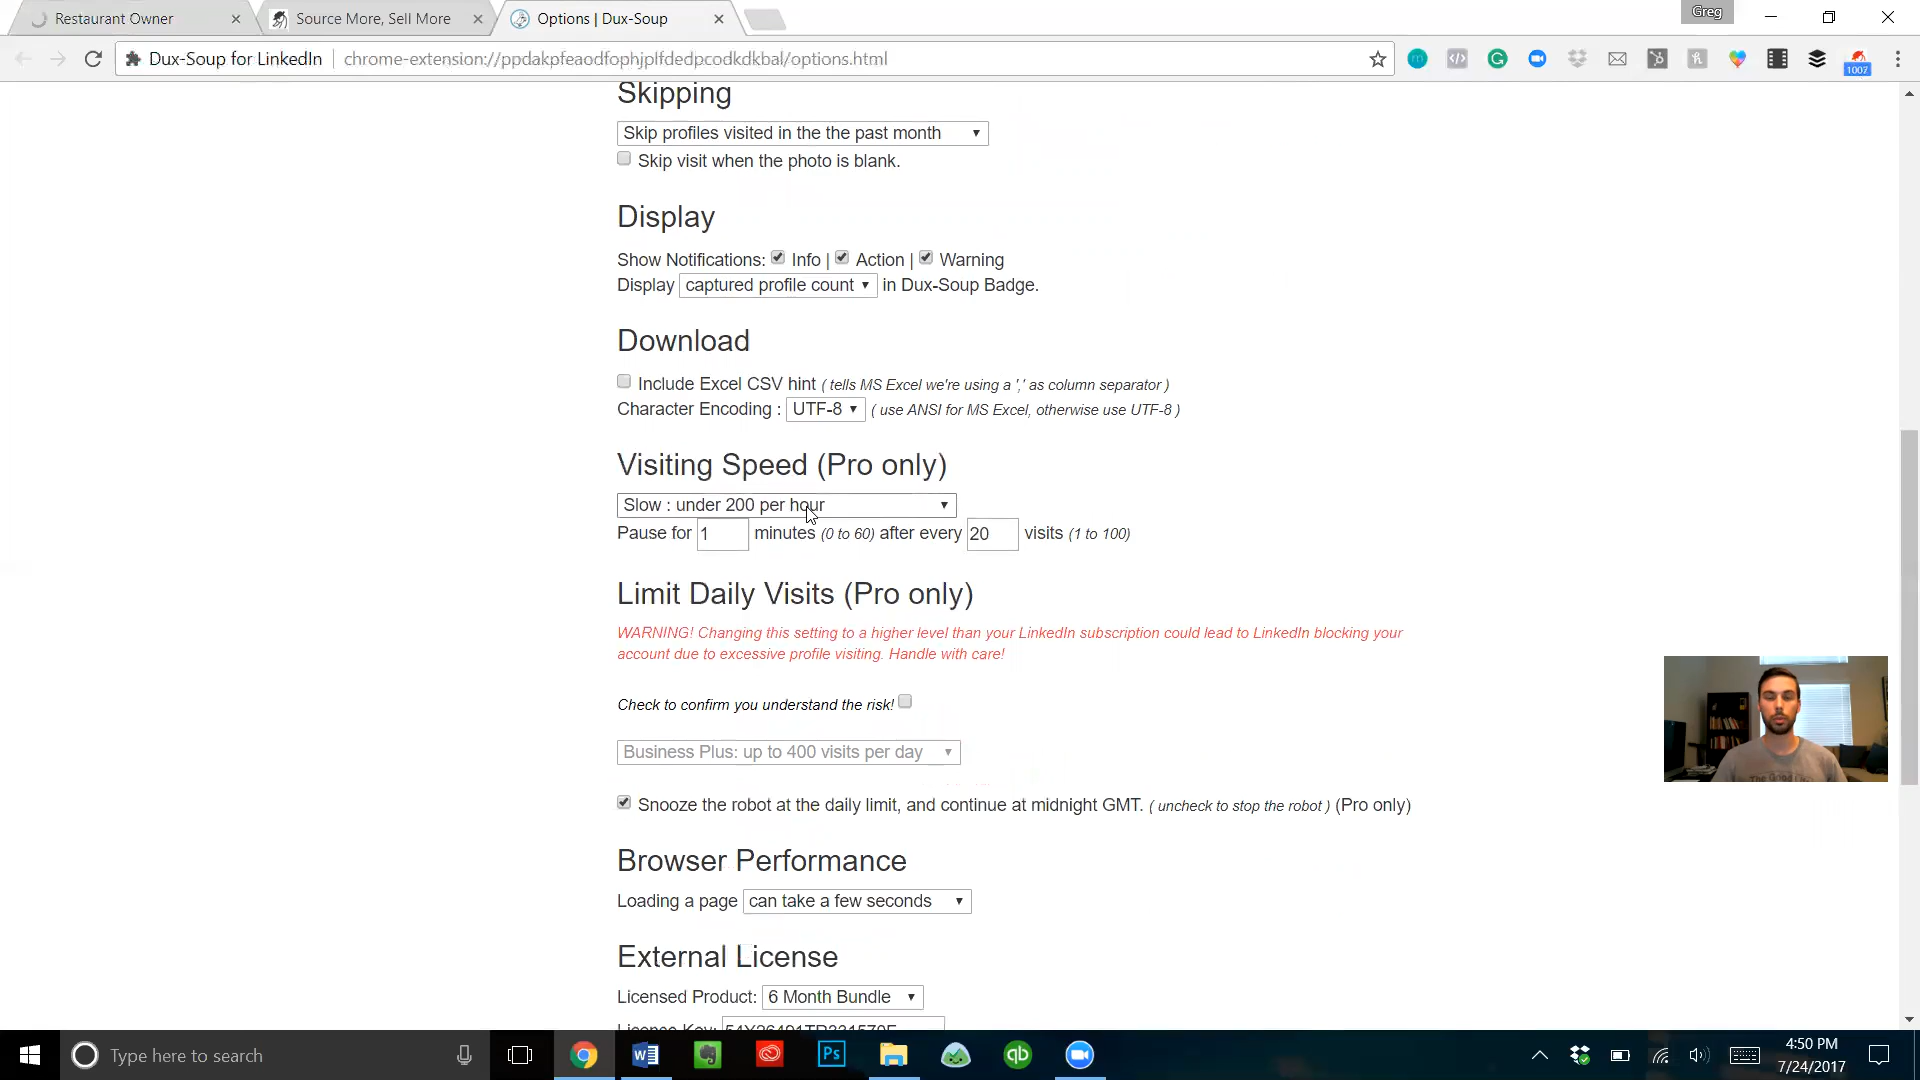 Restaurant Owner
Source More, Sell More
Options | Dux-Soup
Greg
Dux-Soup for LinkedIn
chrome-extension://ppdakpfeaodfophjplfdedpcodkdkbal/options.html
1007
Skipping
Skip profiles visited in the the past month
Skip visit when the photo is blank.
Display
Show Notifications: Info | Action | Warning
Display captured profile count in Dux-Soup Badge.
Download
Include Excel CSV hint ( tells MS Excel we're using a ',' as column separator )
Character Encoding : UTF-8 ( use ANSI for MS Excel, otherwise use UTF-8 )
Visiting Speed (Pro only)
Slow : under 200 per hour
Pause for 1 minutes (0 to 60) after every 20 visits (1 to 100)
Limit Daily Visits (Pro only)
WARNING! Changing this setting to a higher level than your LinkedIn subscription could lead to LinkedIn blocking your
account due to excessive profile visiting. Handle with care!
Check to confirm you understand the risk!
Business Plus: up to 400 visits per day
Snooze the robot at the daily limit, and continue at midnight GMT. ( uncheck to stop the robot ) (Pro only)
Browser Performance
Loading a page can take a few seconds
External License
Licensed Product: 6 Month Bundle
License Key:
Type here to search
Ps
qb
4:50 PM
7/24/2017